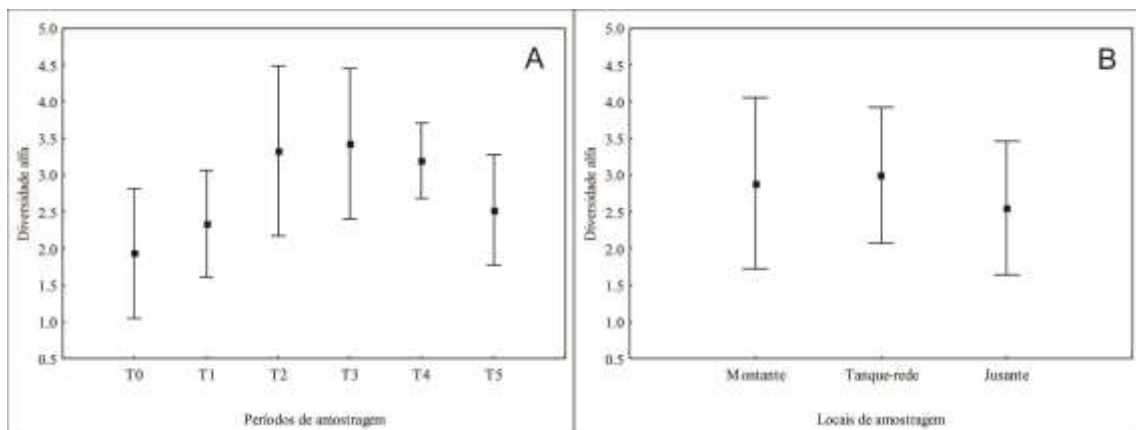 A
Diversidade alfa
5.0
4.5
4.0
3.5
3.0
2.5
2.0
1.5
1.0
0.5
T0 T1 T2 T3 T4 T5
Períodos de amostragem
B
Diversidade alfa
5.0
4.5
4.0
3.5
3.0
2.5
2.0
1.5
1.0
0.5
Montante Tanque-rede Jusante
Locais de amostragem